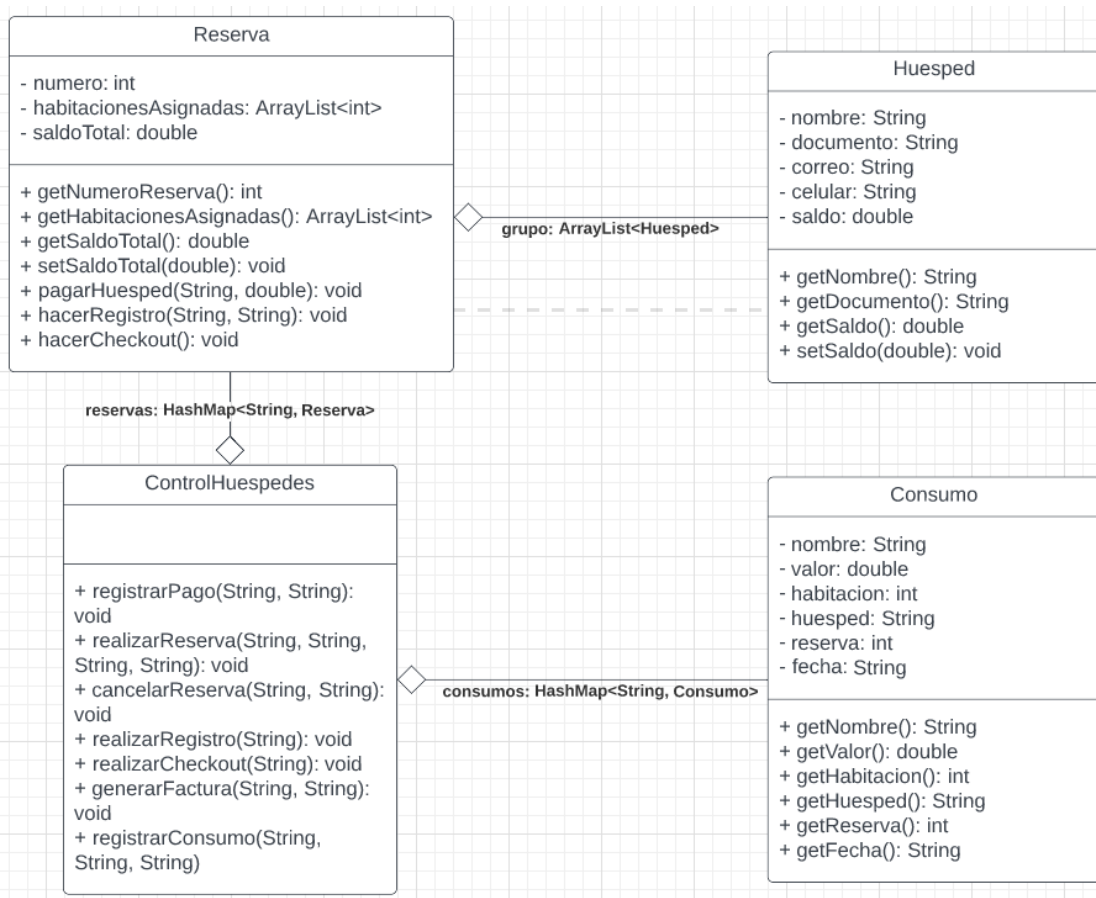 Reserva
- numero: int
- habitacionesAsignadas: ArrayList<int>
- saldoTotal: double
+ getNumeroReserva(): int
+ getHabitacionesAsignadas(): ArrayList<int>
+ getSaldoTotal(): double
+ setSaldoTotal(double): void
+ pagarHuesped(String, double): void
+ hacerRegistro(String, String): void
+ hacerCheckout(): void
grupo: ArrayList<Huesped>
Huesped
- nombre: String
- documento: String
- correo: String
- celular: String
- saldo: double
+ getNombre(): String
+ getDocumento(): String
+ getSaldo(): double
+ setSaldo(double): void
reservas: HashMap<String, Reserva>
ControlHuespedes
+ registrarPago(String, String):
void
+ realizarReserva(String, String,
String, String): void
+ cancelarReserva(String, String):
void
+ realizarRegistro(String): void
+ realizarCheckout(String): void
+ generarFactura(String, String):
void
+ registrarConsumo(String,
String, String)
consumos: HashMap<String, Consumo>
Consumo
- nombre: String
- valor: double
- habitacion: int
- huesped: String
- reserva: int
- fecha: String
+ getNombre(): String
+ getValor(): double
+ getHabitacion(): int
+ getHuesped(): String
+ getReserva(): int
+ getFecha(): String